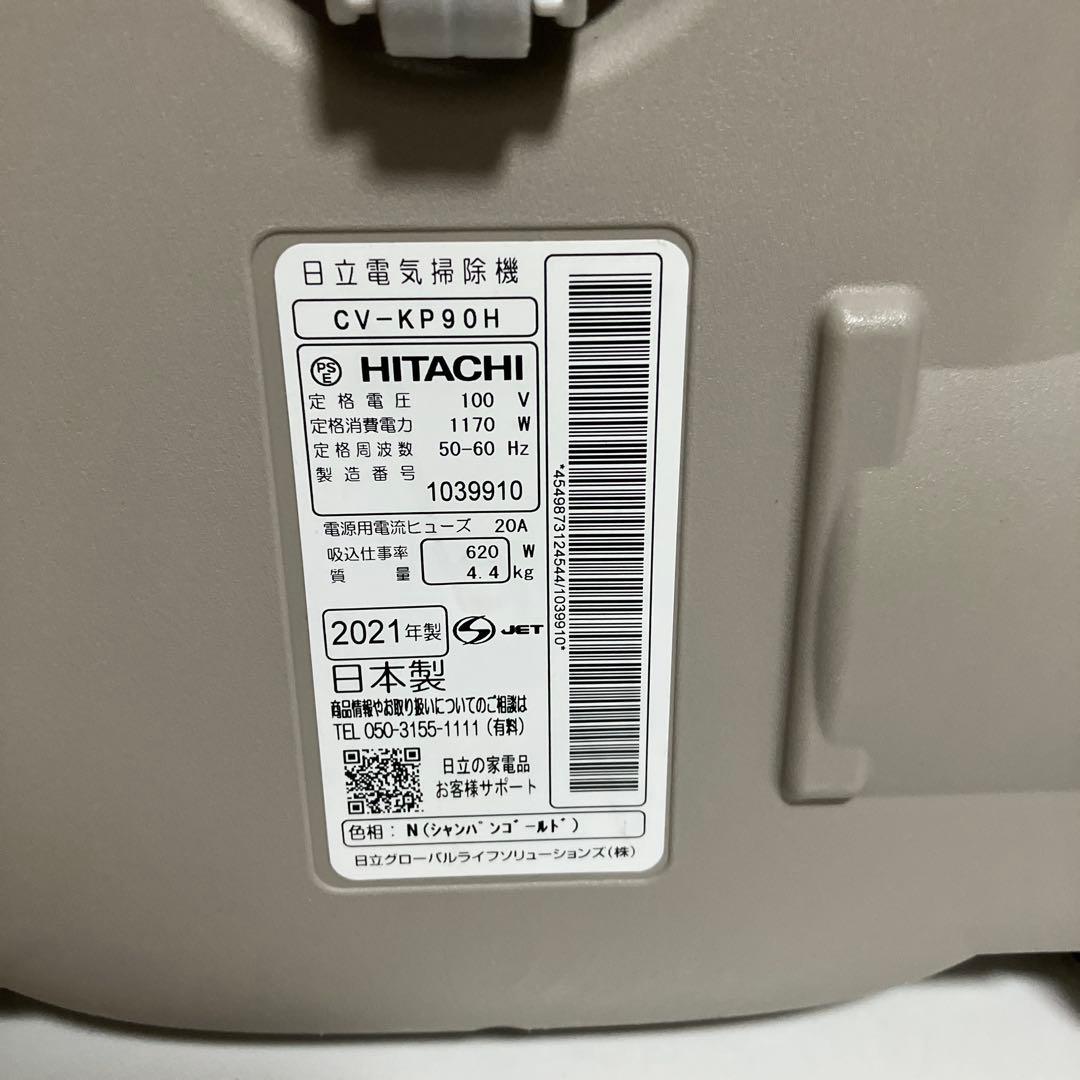 日立電気掃除機
CV-KP90H
PSE HITACHI
定格電圧 100 V
定格消費電力 1170 W
定格周波数 50-60 Hz
製造番号
1039910
電源用電流ヒューズ 20A
吸込仕事率 620 W
質量 4.4 kg
2021年製 S JET
日本製
商品情報やお取り扱いについてのご相談は
TEL 050-3155-1111 (有料)
日立の家電品
お客様サポート
色相: N(シャンパンゴールド)
日立グローバルライフソリューションズ(株)
*4549873124544/1039910*